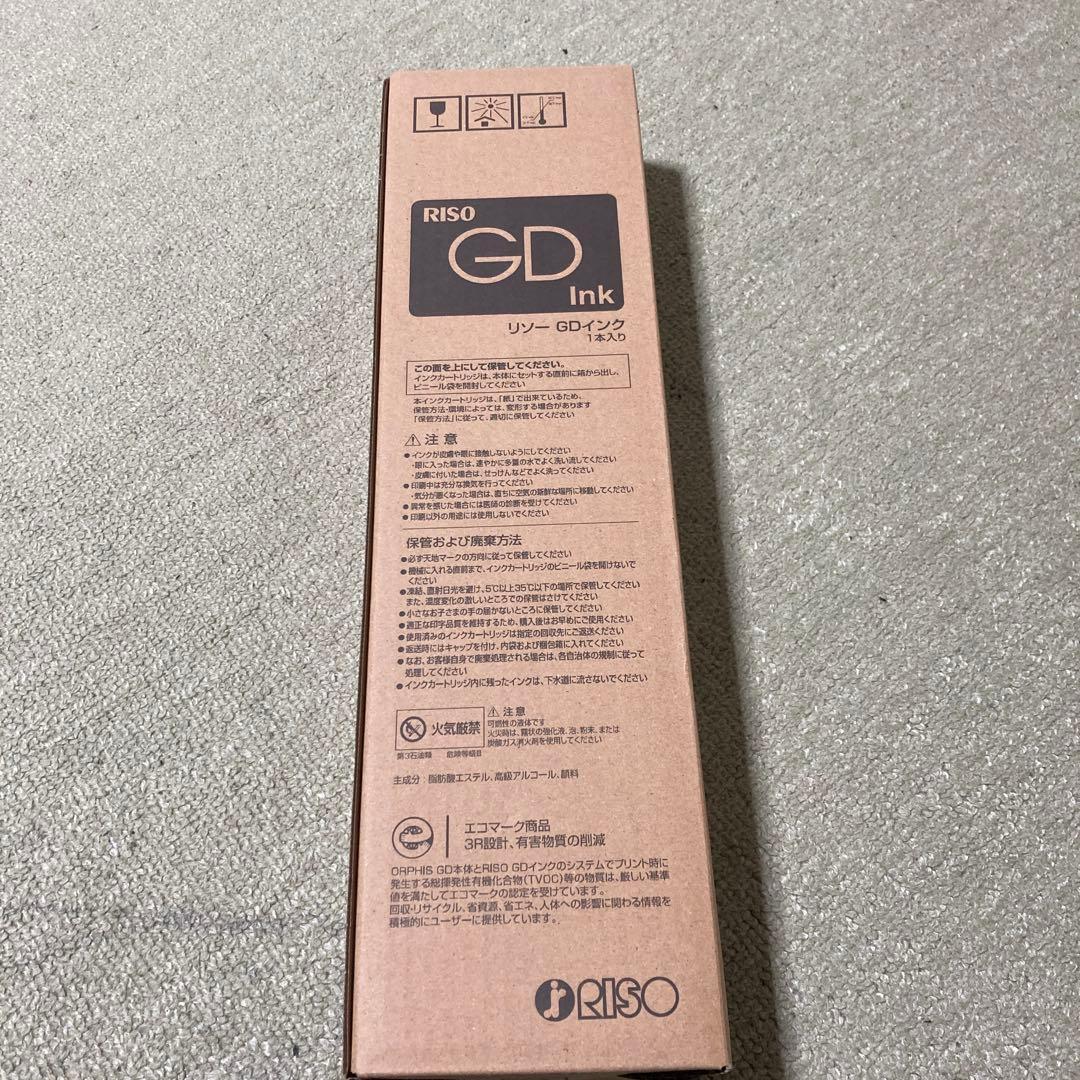 RISO
GD
Ink
リソー GDインク
1本入り
この面を上にして保管してください。
インクカートリッジは、本体にセットする直前に箱から出し、
ビニール袋を開封してください
本インクカートリッジは、「紙」で出来ているため、
保管方法・環境によっては、変形する場合があります
「保管方法」に従って、適切に保管してください
注意
●インクが皮膚や眼に接触しないようにしてください
・眼に入った場合は、速やかに多量の水でよく洗い流してください
・皮膚に付いた場合は、せっけんなどでよく洗ってください
●印刷中は充分な換気を行ってください
・気分が悪くなった場合は、直ちに空気の新鮮な場所に移動してください
●異常を感じた場合には医師の診断を受けてください
●印刷以外の用途には使用しないでください
保管および廃棄方法
●必ず天地マークの方向に従って保管してください
●機械に入れる直前まで、インクカートリッジのビニール袋を開けないで
ください
●凍結、直射日光を避け、5℃以上35℃以下の場所で保管してください
また、温度変化の激しいところでの保管はさけてください
●小さなお子さまの手の届かないところに保管してください
●適正な印字品質を維持するため、購入後はお早めにご使用ください
●使用済みのインクカートリッジは指定の回収先にご返送ください
●返送時にはキャップを付け、内袋および梱包箱に入れてください
●なお、お客様自身で廃棄処理される場合は、各自治体の規制に従って
処理してください
●インクカートリッジ内に残ったインクは、下水道に流さないでください
火気厳禁
第3石油類 危険等級Ⅲ
注意
可燃性の液体です
火災時は、霧状の強化液、泡、粉末、または
炭酸ガス消火剤を使用してください
主成分:脂肪酸エステル、高級アルコール、顔料
エコマーク商品
3R設計、有害物質の削減
ORPHIS GD本体とRISO GDインクのシステムでプリント時に
発生する総揮発性有機化合物(TVOC)等の物質は、厳しい基準
値を満たしてエコマークの認定を受けています。
回収・リサイクル、省資源、省エネ、人体への影響に関わる情報を
積極的にユーザーに提供しています。
RISO